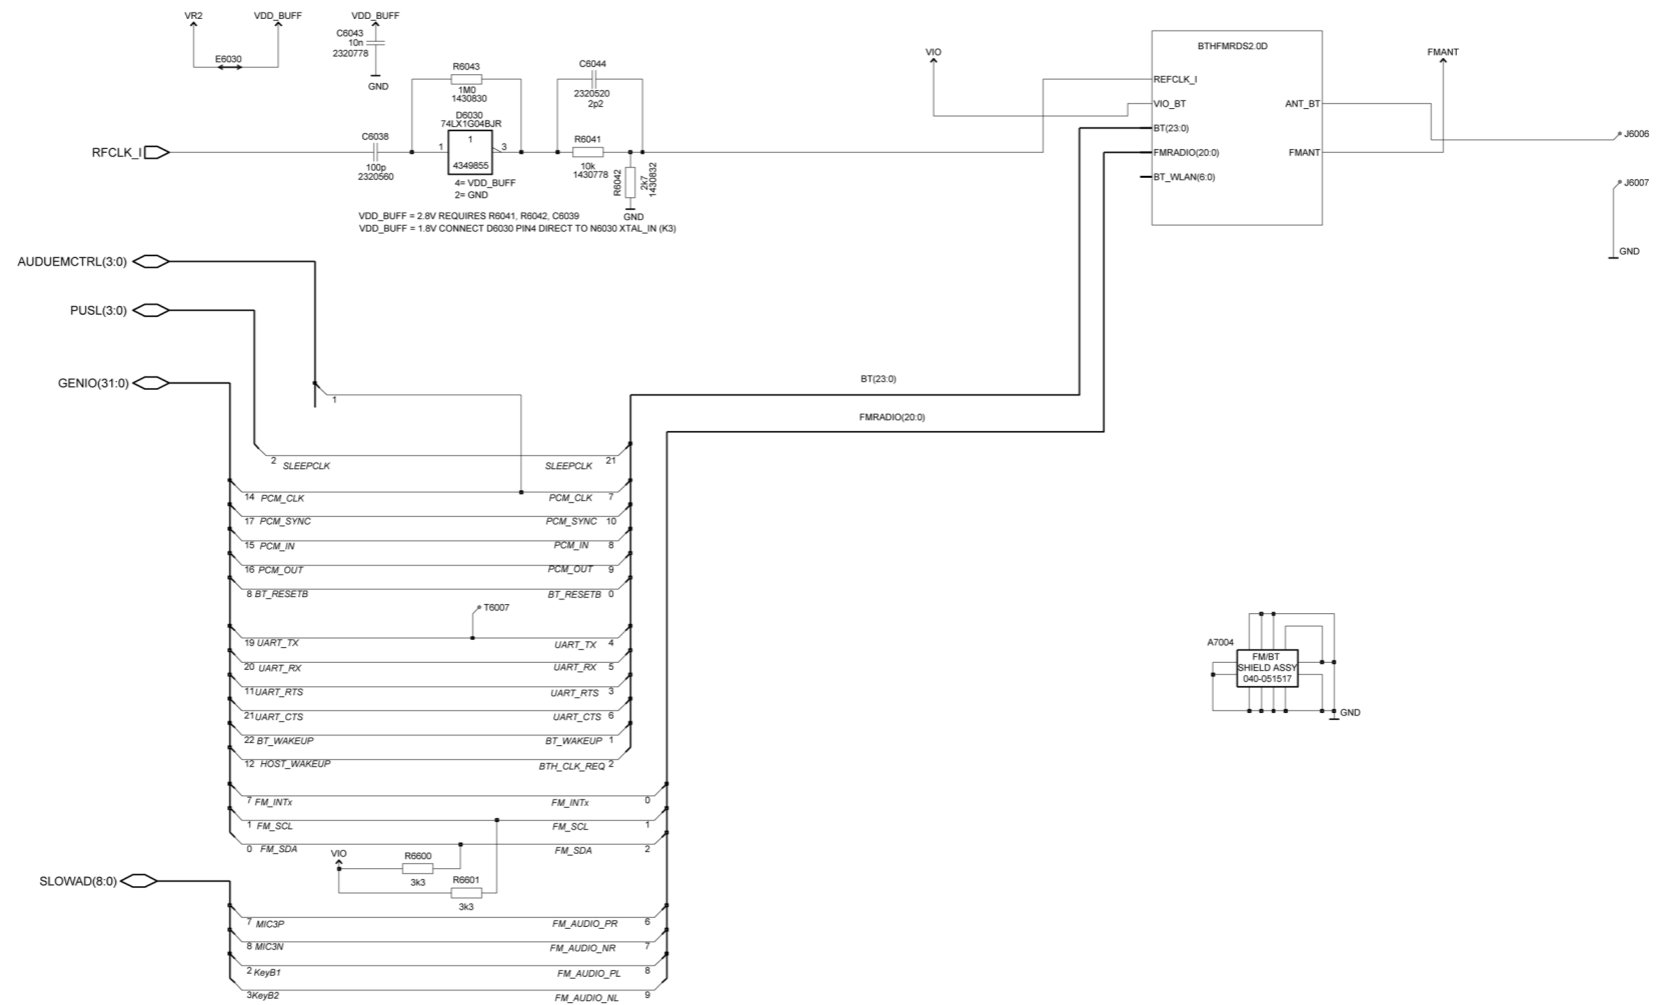 VR2
VDD_BUFF
E6030
VDD_BUFF
C6043
10n
2320778
GND
R6043
1M0
1430830
D6030
74LX1G04BJR
1
1
3
4349855
4= VDD_BUFF
2= GND
C6044
2320520
2p2
RFCLK_I
C6038
100p
2320560
R6041
10k
1430778
R6042
2k7
1430832
GND
VDD_BUFF = 2.8V REQUIRES R6041, R6042, C6039
VDD_BUFF = 1.8V CONNECT D6030 PIN4 DIRECT TO N6030 XTAL_IN (K3)
VIO
BTHFMRDS2.0D
REFCLK_I
VIO_BT
BT(23:0)
FMRADIO(20:0)
BT_WLAN(6:0)
ANT_BT
FMANT
FMANT
J6006
J6007
GND
AUDUEMCTRL(3:0)
PUSL(3:0)
GENIO(31:0)
1
BT(23:0)
FMRADIO(20:0)
2 SLEEPCLK SLEEPCLK 21
14 PCM_CLK PCM_CLK 7
17 PCM_SYNC PCM_SYNC 10
15 PCM_IN PCM_IN 8
16 PCM_OUT PCM_OUT 9
8 BT_RESETB BT_RESETB 0
T6007
19 UART_TX UART_TX 4
20 UART_RX UART_RX 5
11 UART_RTS UART_RTS 3
21 UART_CTS UART_CTS 6
22 BT_WAKEUP BT_WAKEUP 1
12 HOST_WAKEUP BTH_CLK_REQ 2
7 FM_INTx FM_INTx 0
1 FM_SCL FM_SCL 1
0 FM_SDA FM_SDA 2
VIO
R6600
3k3
R6601
3k3
SLOWAD(8:0)
7 MIC3P FM_AUDIO_PR 6
8 MIC3N FM_AUDIO_NR 7
2 KeyB1 FM_AUDIO_PL 8
3 KeyB2 FM_AUDIO_NL 9
A7004
FM/BT
SHIELD ASSY
040-051517
GND